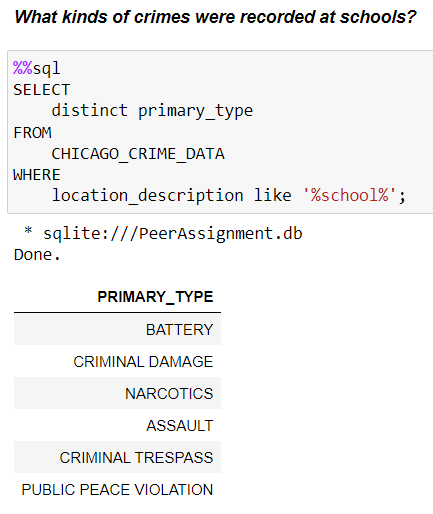 What kinds of crimes were recorded at schools?
%%sql
SELECT
    distinct primary_type
FROM
    CHICAGO_CRIME_DATA
WHERE
    location_description like '%school%';
* sqlite:///PeerAssignment.db
Done.
PRIMARY_TYPE
BATTERY
CRIMINAL DAMAGE
NARCOTICS
ASSAULT
CRIMINAL TRESPASS
PUBLIC PEACE VIOLATION